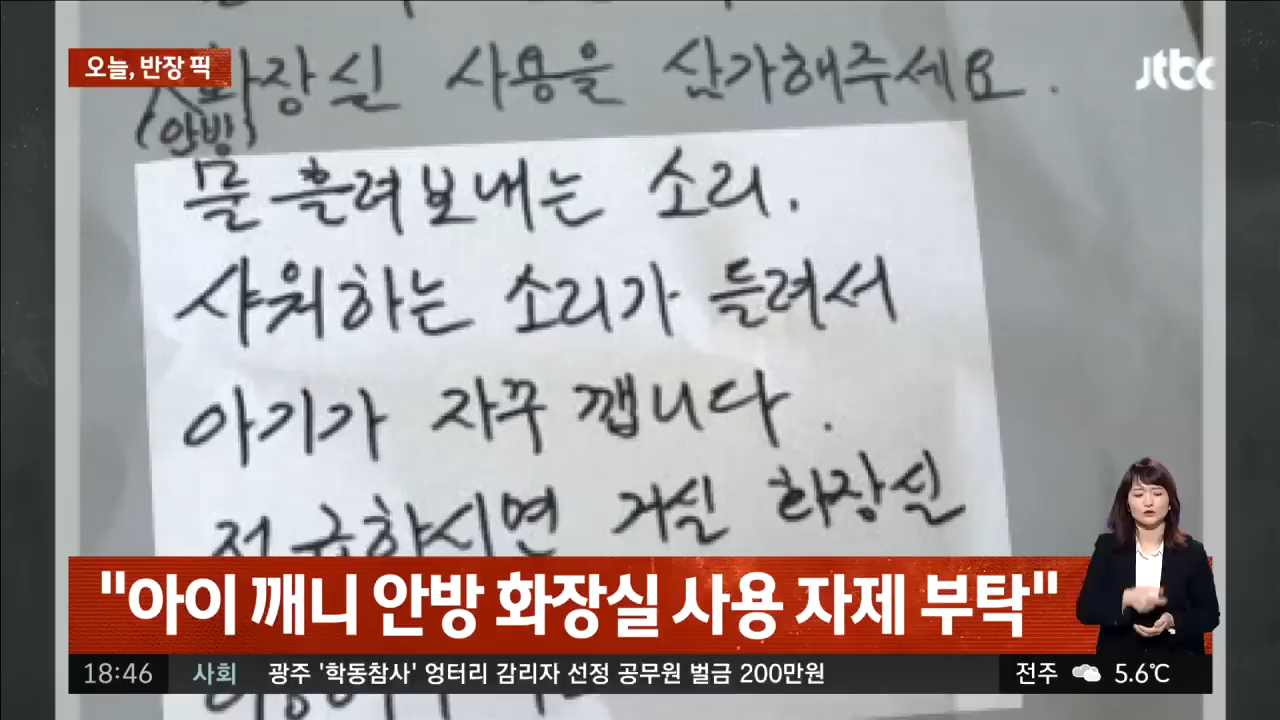 오늘, 반장 픽
jtbc
화장실 사용을 삼가해주세요.
(안방)
물 흘려보내는 소리.
샤워하는 소리가 들려서
아기가 자꾸 깹니다.
정 급하시면 거실 화장실
"아이 깨니 안방 화장실 사용 자제 부탁"
18:46 사회 광주 '학동참사' 엉터리 감리자 선정 공무원 벌금 200만원 전주 5.6℃